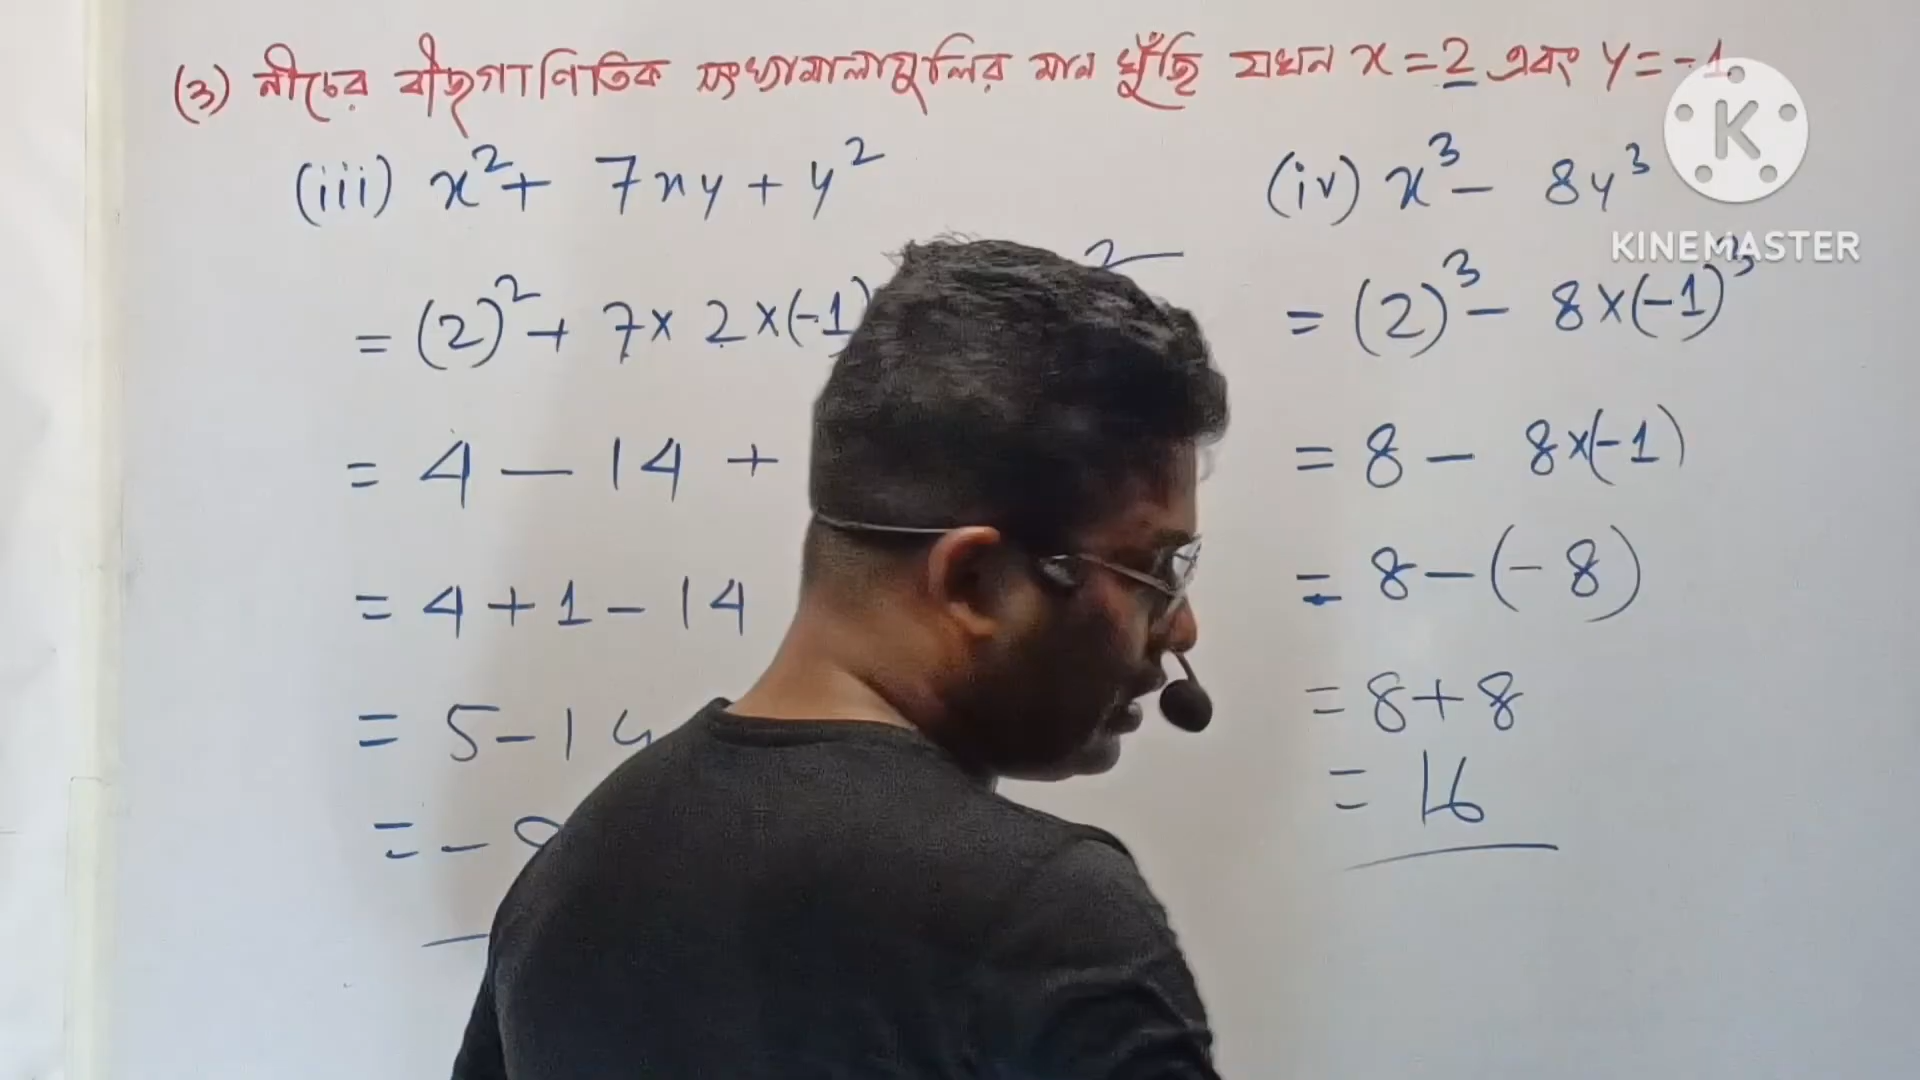 (3) নীচের বীজগাণিতিক সংখ্যামালাগুলির মান খুঁজি যখন x = 2 এবং y = -1
(iii) x² + 7xy + y²
= (2)² + 7 × 2 × (-1)
= 4 - 14 +
= 4 + 1 - 14
= 5 - 14
= - 9
(iv) x³ - 8y³
= (2)³ - 8 × (-1)³
= 8 - 8 × (-1)
= 8 - (- 8)
= 8 + 8
= 16
K
KINEMASTER